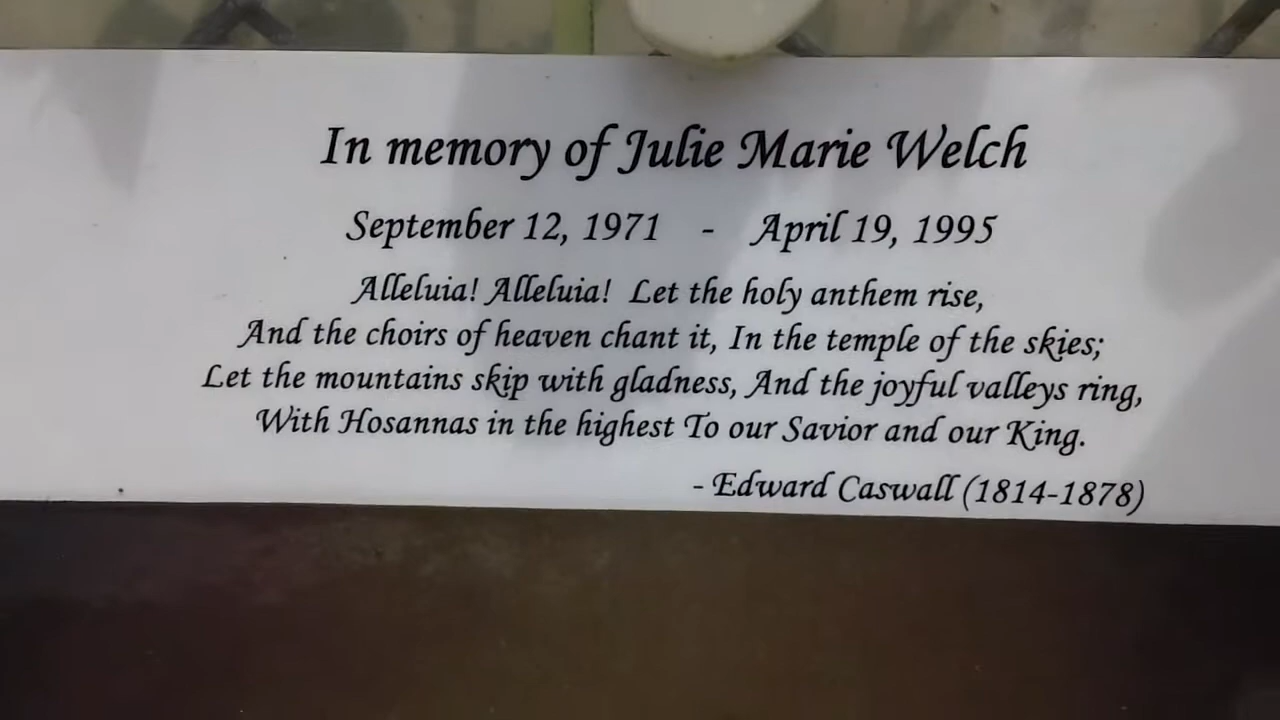 In memory of Julie Marie Welch
September 12, 1971 - April 19, 1995
Alleluia! Alleluia! Let the holy anthem rise,
And the choirs of heaven chant it, In the temple of the skies;
Let the mountains skip with gladness, And the joyful valleys ring,
With Hosannas in the highest To our Savior and our King.
- Edward Caswall (1814-1878)